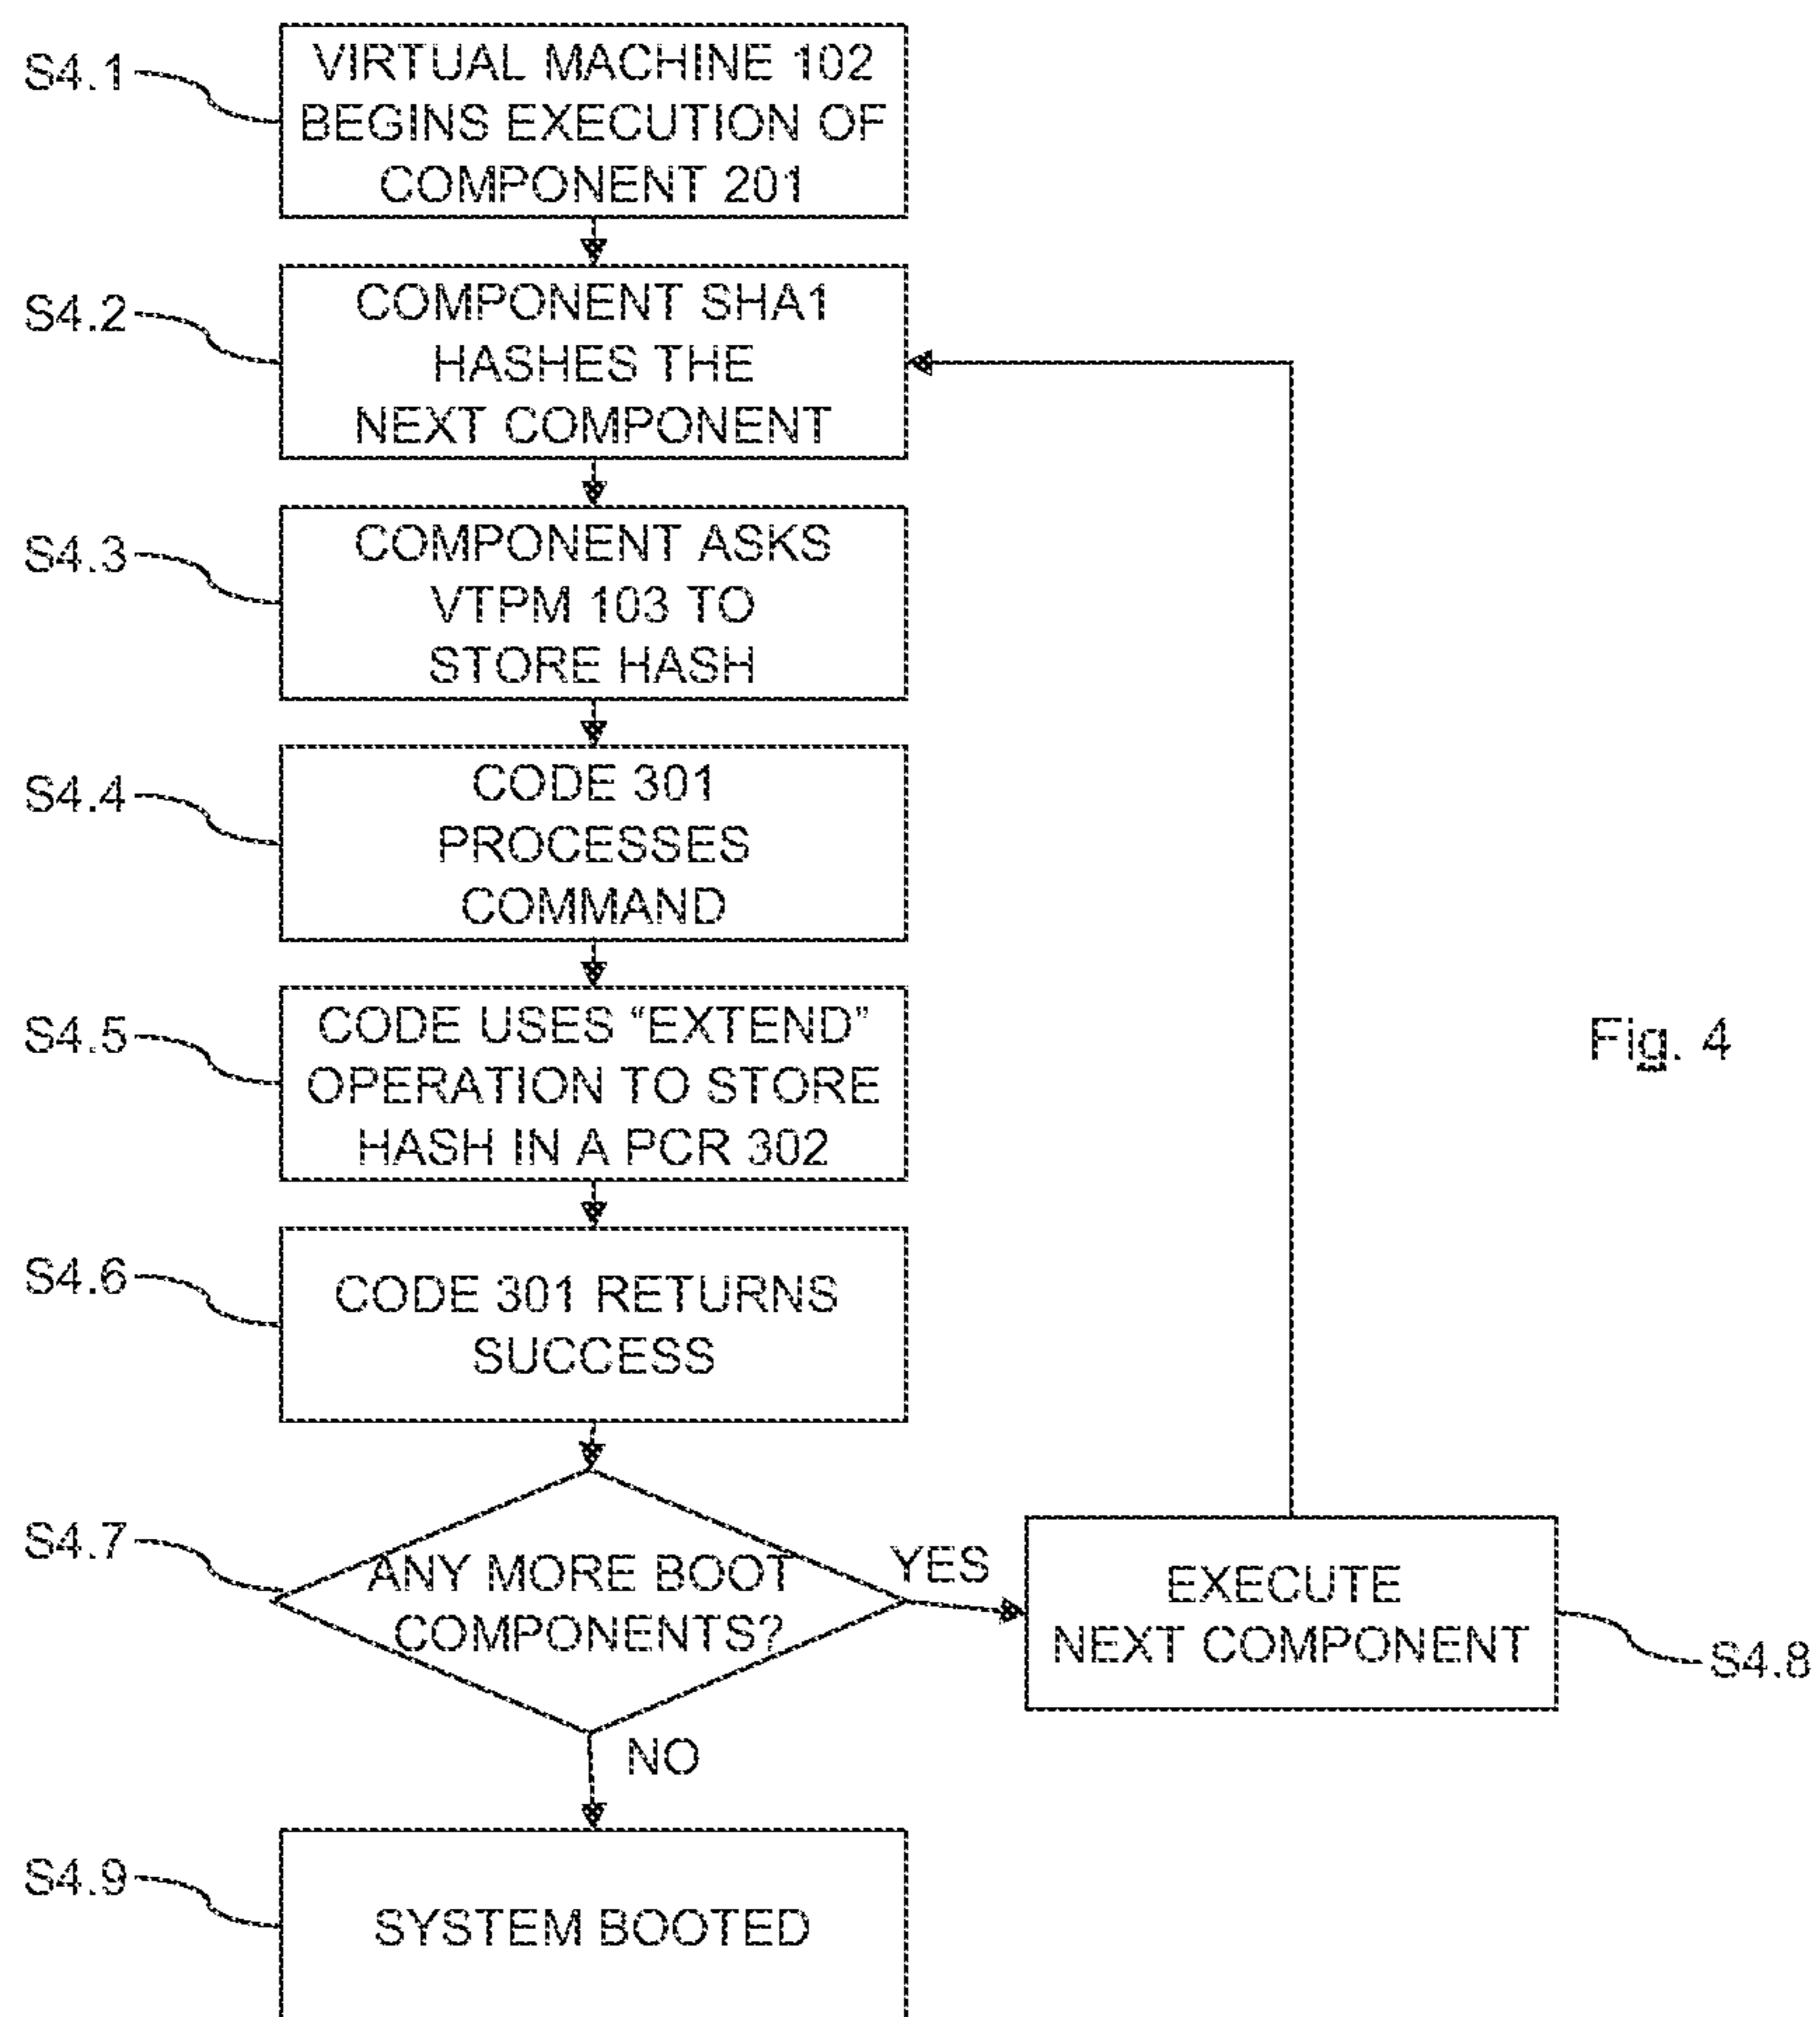 S4.1
VIRTUAL MACHINE 102
BEGINS EXECUTION OF
COMPONENT 201
S4.2
COMPONENT SHA1
HASHES THE
NEXT COMPONENT
S4.3
COMPONENT ASKS
VTPM 103 TO
STORE HASH
S4.4
CODE 301
PROCESSES
COMMAND
S4.5
CODE USES “EXTEND”
OPERATION TO STORE
HASH IN A PCR 302
Fig. 4
S4.6
CODE 301 RETURNS
SUCCESS
S4.7
ANY MORE BOOT
COMPONENTS?
YES
EXECUTE
NEXT COMPONENT
S4.8
NO
S4.9
SYSTEM BOOTED